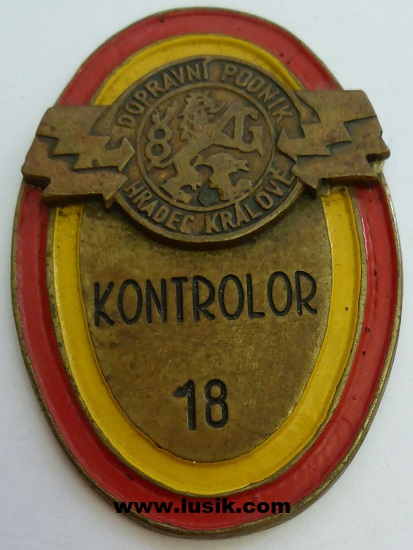 DOPRAVNÍ PODNIK
HRADEC KRÁLOVÉ
KONTROLOR
18
www.lusik.com